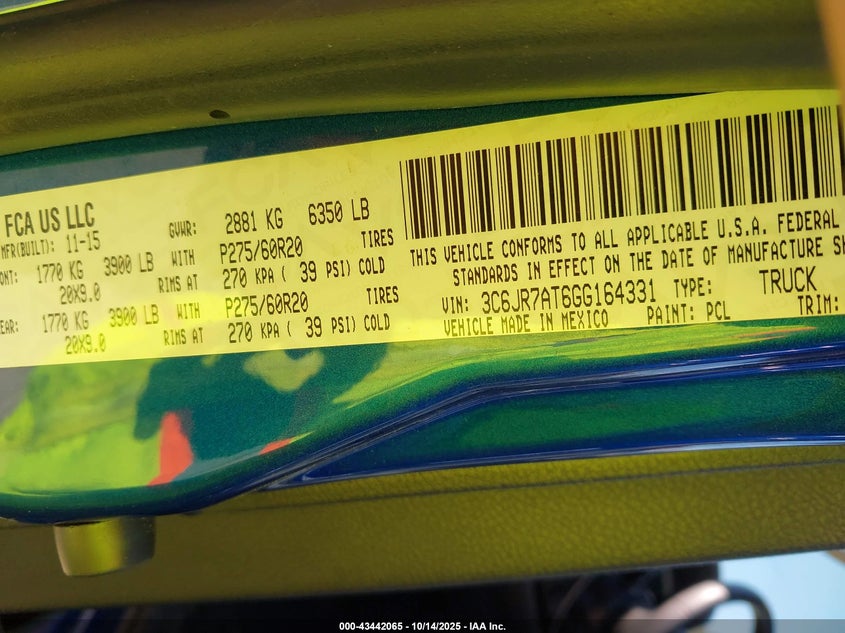 FCA US LLC
MFR(BUILT): 11-15
GVWR: 2881 KG 6350 LB
ONT: 1770 KG 3900 LB WITH P275/60R20 TIRES
20X9.0 RIMS AT 270 KPA ( 39 PSI) COLD
EAR: 1770 KG 3900 LB WITH P275/60R20 TIRES
20X9.0 RIMS AT 270 KPA ( 39 PSI) COLD
THIS VEHICLE CONFORMS TO ALL APPLICABLE U.S.A. FEDERAL
STANDARDS IN EFFECT ON THE DATE OF MANUFACTURE SH
VIN: 3C6JR7AT6GG164331 TYPE: TRUCK
VEHICLE MADE IN MEXICO PAINT: PCL TRIM:
000-43442065 - 10/14/2025 - IAA Inc.